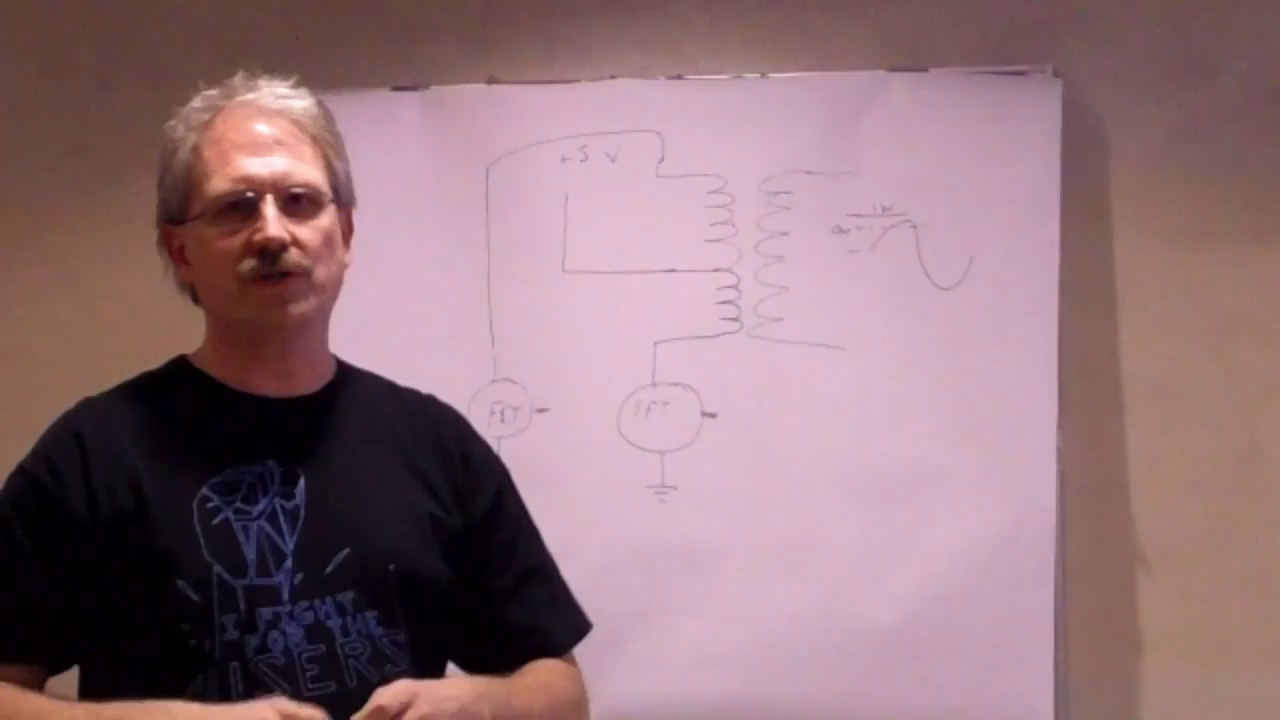 +5 V
FET
FET
I FIGHT
FOR THE
USERS